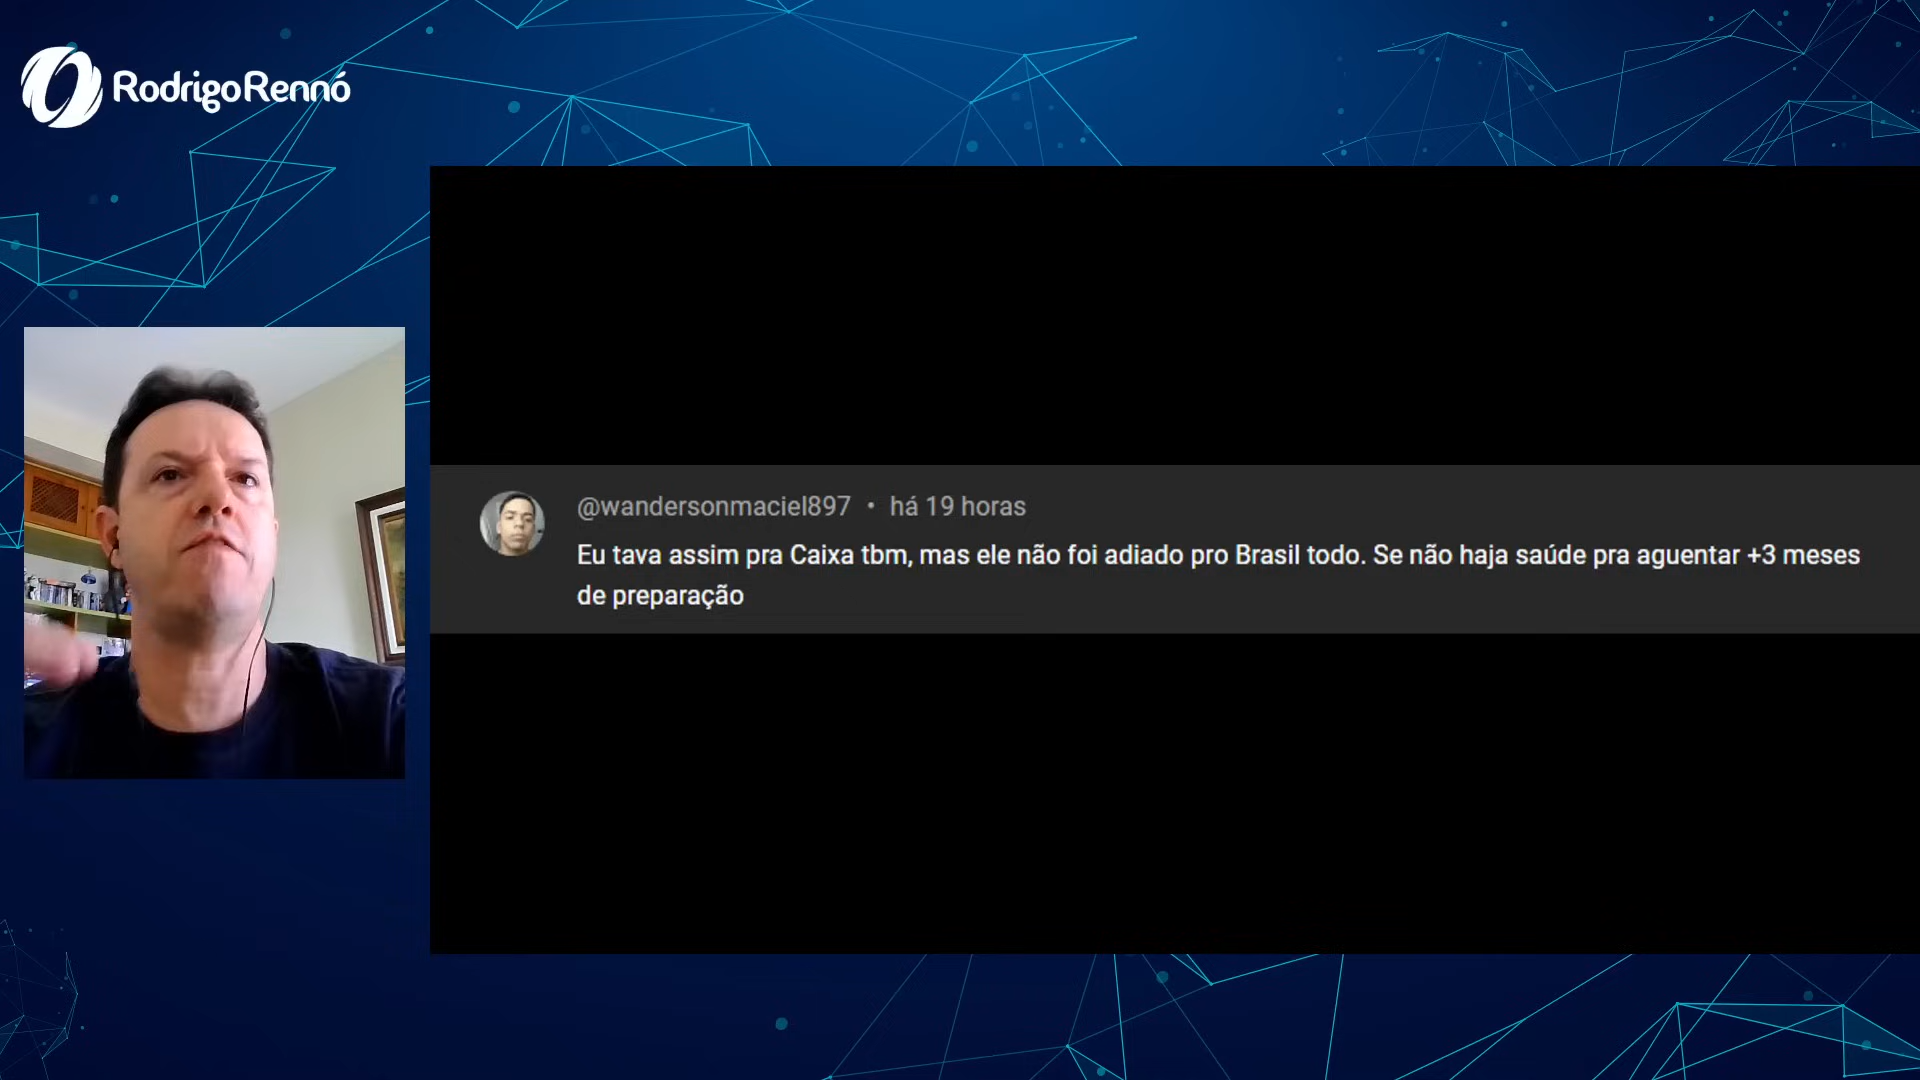 RodrigoRennó
@wandersonmaciel897 • há 19 horas
Eu tava assim pra Caixa tbm, mas ele não foi adiado pro Brasil todo. Se não haja saúde pra aguentar +3 meses
de preparação